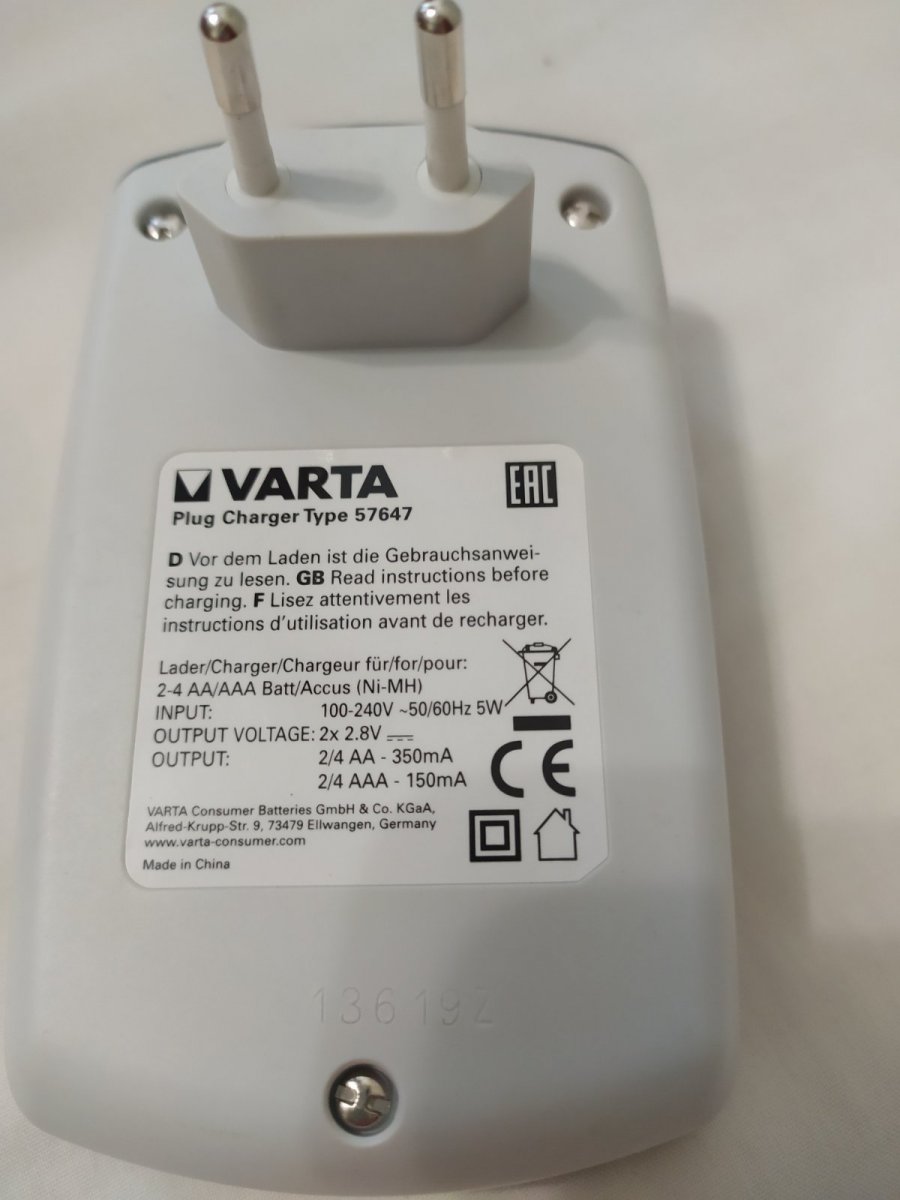 VARTA
EAC
Plug Charger Type 57647
D Vor dem Laden ist die Gebrauchsanwei-
sung zu lesen. GB Read instructions before
charging. F Lisez attentivement les
instructions d'utilisation avant de recharger.
Lader/Charger/Chargeur für/for/pour:
2-4 AA/AAA Batt/Accus (Ni-MH)
INPUT: 100-240V ~50/60Hz 5W
OUTPUT VOLTAGE: 2x 2.8V ⎓
OUTPUT: 2/4 AA - 350mA
2/4 AAA - 150mA
CE
VARTA Consumer Batteries GmbH & Co. KGaA,
Alfred-Krupp-Str. 9, 73479 Ellwangen, Germany
www.varta-consumer.com
Made in China
13619Z